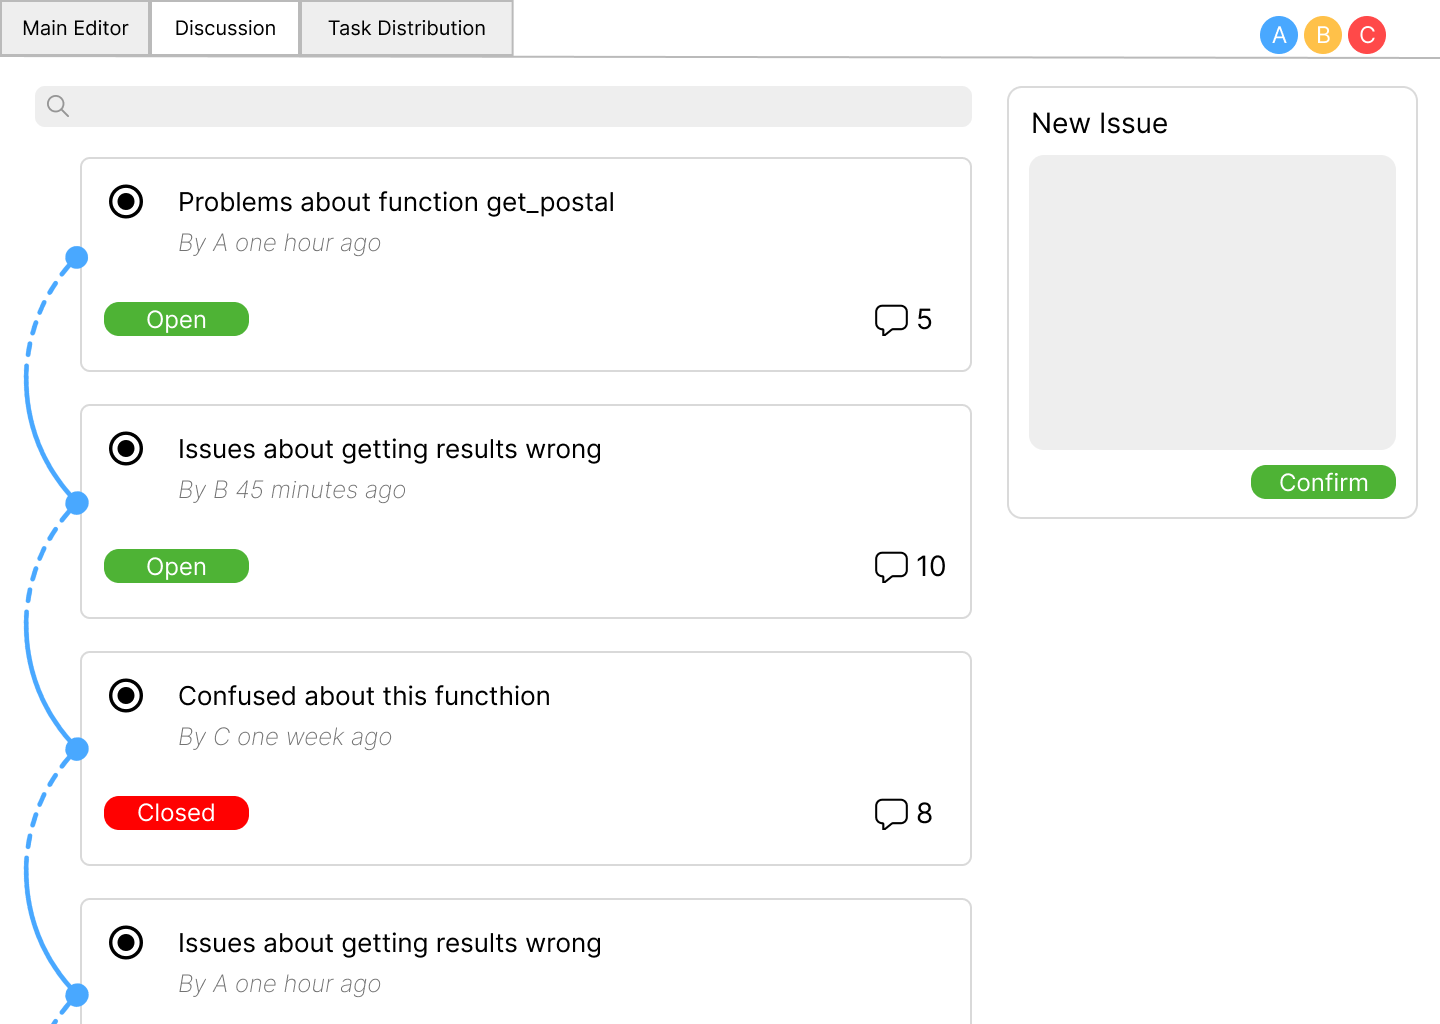 Main Editor
Discussion
Task Distribution
A
B
C
Problems about function get_postal
By A one hour ago
Open
5
Issues about getting results wrong
By B 45 minutes ago
Open
10
Confused about this functhion
By C one week ago
Closed
8
Issues about getting results wrong
By A one hour ago
New Issue
Confirm